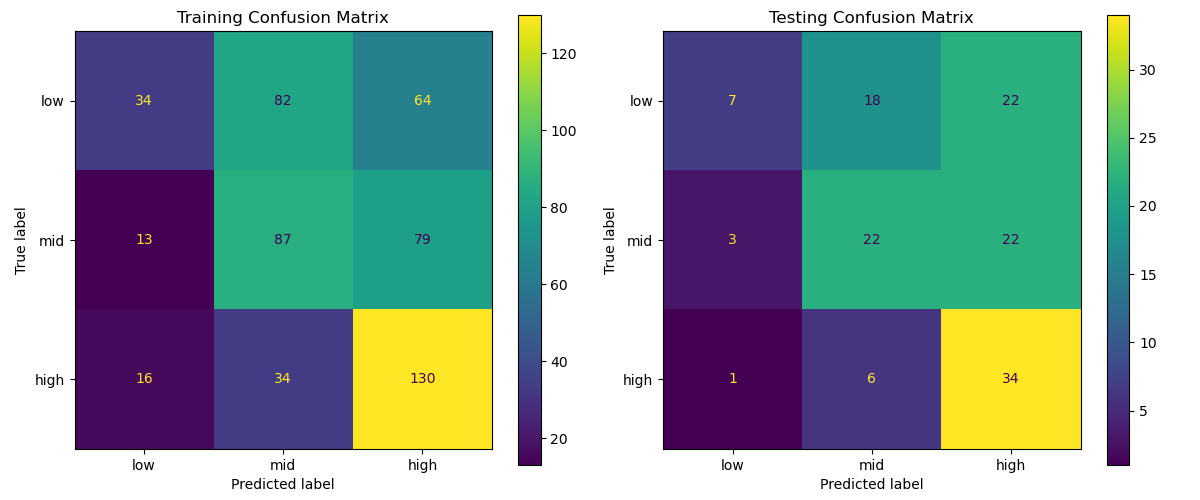 Training Confusion Matrix
True label
low
mid
high
34 82 64
13 87 79
16 34 130
low mid high
Predicted label
120
100
80
60
40
20
Testing Confusion Matrix
True label
low
mid
high
7 18 22
3 22 22
1 6 34
low mid high
Predicted label
30
25
20
15
10
5